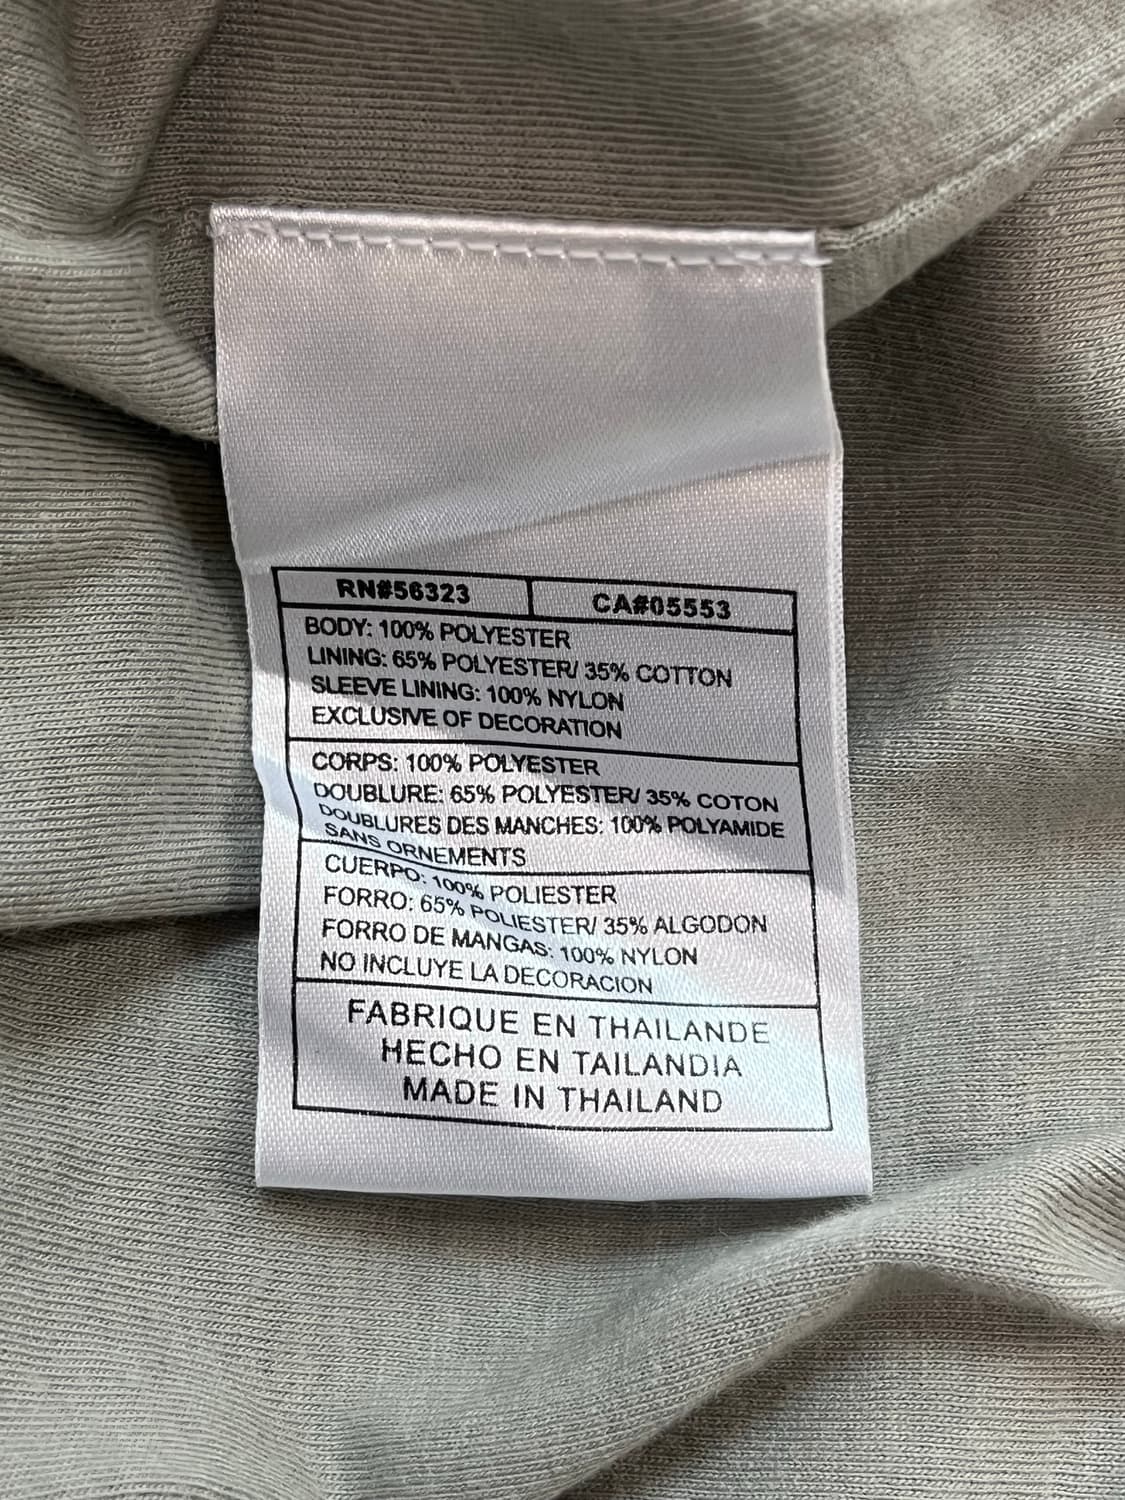 RN#56323 CA#05553
BODY: 100% POLYESTER
LINING: 65% POLYESTER/ 35% COTTON
SLEEVE LINING: 100% NYLON
EXCLUSIVE OF DECORATION
CORPS: 100% POLYESTER
DOUBLURE: 65% POLYESTER/ 35% COTON
DOUBLURES DES MANCHES: 100% POLYAMIDE
SANS ORNEMENTS
CUERPO: 100% POLIESTER
FORRO: 65% POLIESTER/ 35% ALGODON
FORRO DE MANGAS: 100% NYLON
NO INCLUYE LA DECORACION
FABRIQUE EN THAILANDE
HECHO EN TAILANDIA
MADE IN THAILAND